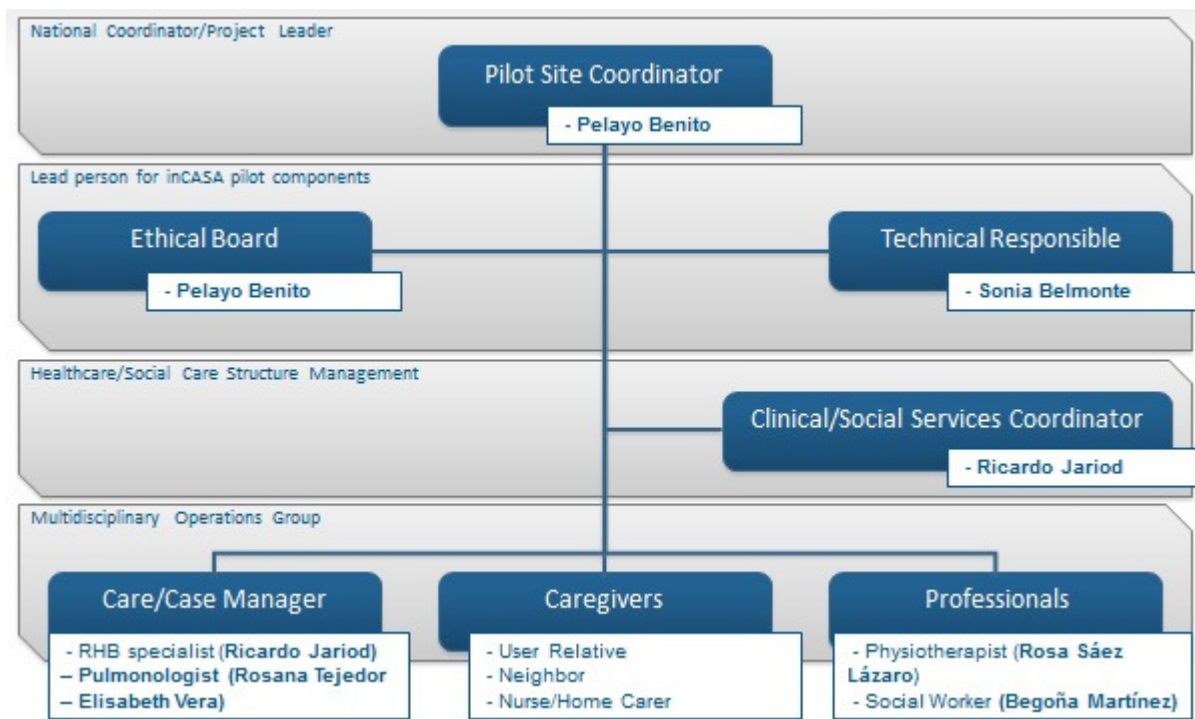 National Coordinator/Project Leader
Pilot Site Coordinator
- Pelayo Benito
Lead person for inCASA pilot components
Ethical Board
- Pelayo Benito
Technical Responsible
- Sonia Belmonte
Healthcare/Social Care Structure Management
Clinical/Social Services Coordinator
- Ricardo Jariod
Multidisciplinary Operations Group
Care/Case Manager
- RHB specialist (Ricardo Jariod)
– Pulmonologist (Rosana Tejedor
– Elisabeth Vera)
Caregivers
- User Relative
- Neighbor
- Nurse/Home Carer
Professionals
- Physiotherapist (Rosa Sáez
Lázaro)
- Social Worker (Begoña Martínez)